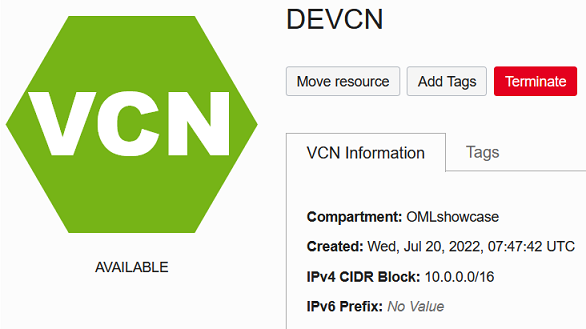 DEVCN
VCN
Move resource Add Tags Terminate
VCN Information Tags
AVAILABLE
Compartment: OMLshowcase
Created: Wed, Jul 20, 2022, 07:47:42 UTC
IPv4 CIDR Block: 10.0.0.0/16
IPv6 Prefix: No Value